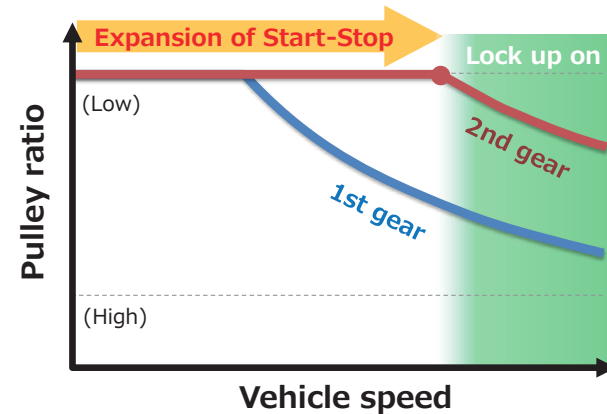 Expansion of Start-Stop
Lock up on
(Low)
2nd gear
1st gear
Pulley ratio
(High)
Vehicle speed